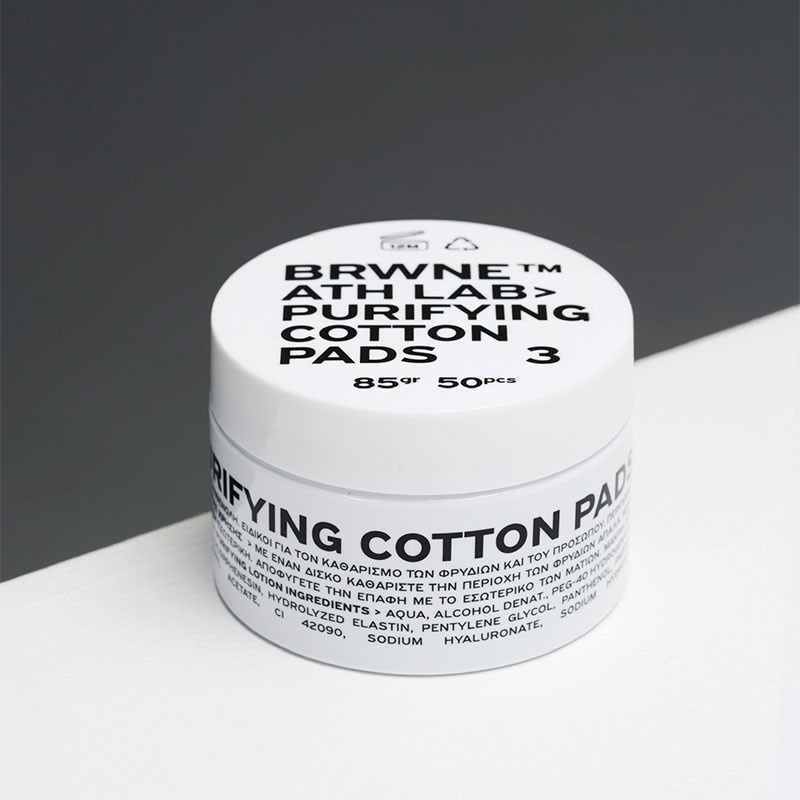 12M
BRWNE™
ATH LAB>
PURIFYING
COTTON
PADS 3
85gr 50pcs
RIFYING COTTON PADS
ΕΙΔΙΚΟΙ ΓΙΑ ΤΟΝ ΚΑΘΑΡΙΣΜΟ ΤΩΝ ΦΡΥΔΙΩΝ ΚΑΙ ΤΟΥ ΠΡΟΣΩΠΟΥ.
> ΜΕ ΕΝΑΝ ΔΙΣΚΟ ΚΑΘΑΡΙΣΤΕ ΤΗΝ ΠΕΡΙΟΧΗ ΤΩΝ ΦΡΥΔΙΩΝ ΑΠΑΛΑ.
ΑΠΟΦΥΓΕΤΕ ΤΗΝ ΕΠΑΦΗ ΜΕ ΤΟ ΕΣΩΤΕΡΙΚΟ ΤΩΝ ΜΑΤΙΩΝ.
LOTION INGREDIENTS > AQUA, ALCOHOL DENAT., PEG-40
HYDROLYZED ELASTIN, PENTYLENE GLYCOL, PANTHENOL,
ACETATE, CI 42090, SODIUM HYALURONATE, SODIUM